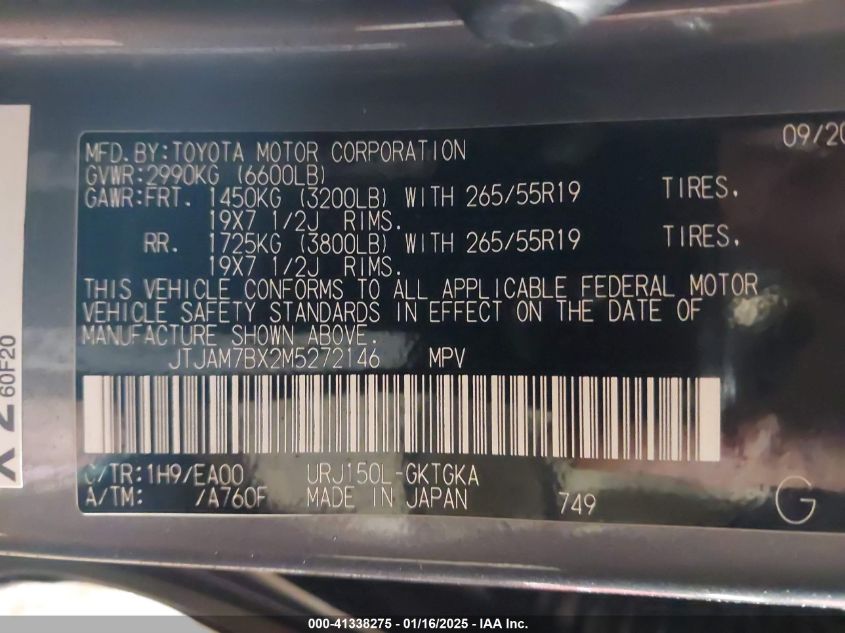 09/20
MFD.BY:TOYOTA MOTOR CORPORATION
GVWR:2990KG (6600LB)
GAWR:FRT. 1450KG (3200LB) WITH 265/55R19 TIRES,
19X7 1/2J RIMS.
RR. 1725KG (3800LB) WITH 265/55R19 TIRES,
19X7 1/2J RIMS.
THIS VEHICLE CONFORMS TO ALL APPLICABLE FEDERAL MOTOR
VEHICLE SAFETY STANDARDS IN EFFECT ON THE DATE OF
MANUFACTURE SHOWN ABOVE.
JTJAM7BX2M5272146 MPV
C/TR:1H9/EA00 URJ150L-GKTGKA
A/TM: /A760F MADE IN JAPAN 749
G
X 2
60F20
000-41338275 - 01/16/2025 - IAA Inc.